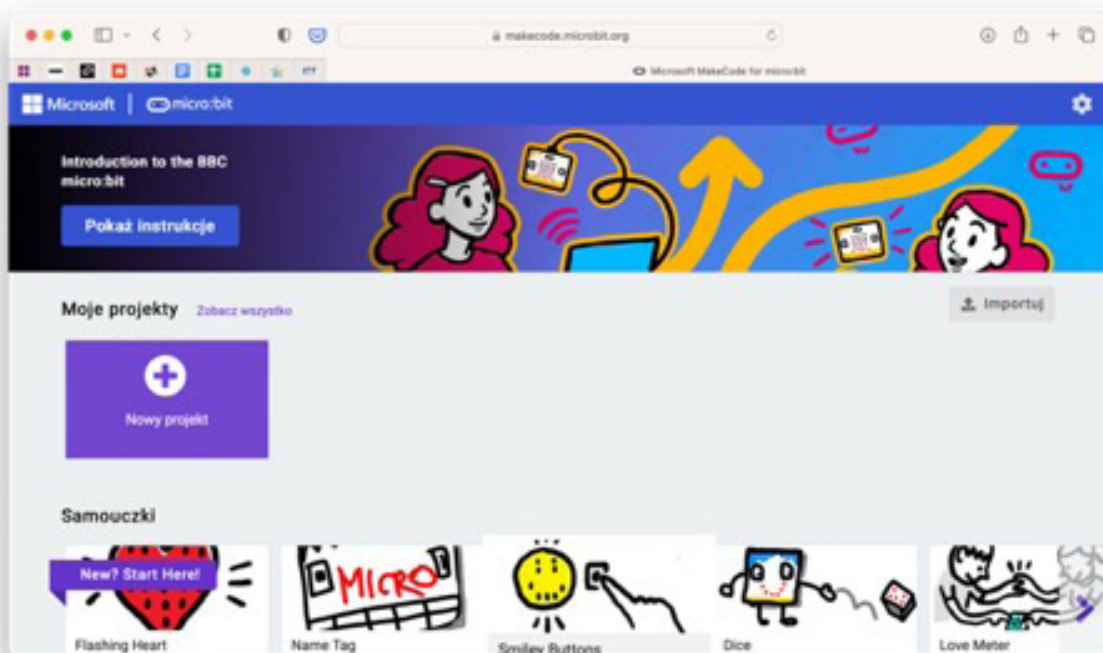 makecode.microbit.org
Microsoft MakeCode for micro:bit
Microsoft | micro:bit
Introduction to the BBC
micro:bit
Pokaż instrukcje
Moje projekty Zobacz wszystko
Importuj
Nowy projekt
Samouczki
New? Start Here!
MICRO
Flashing Heart
Name Tag
Smiley Buttons
Dice
Love Meter